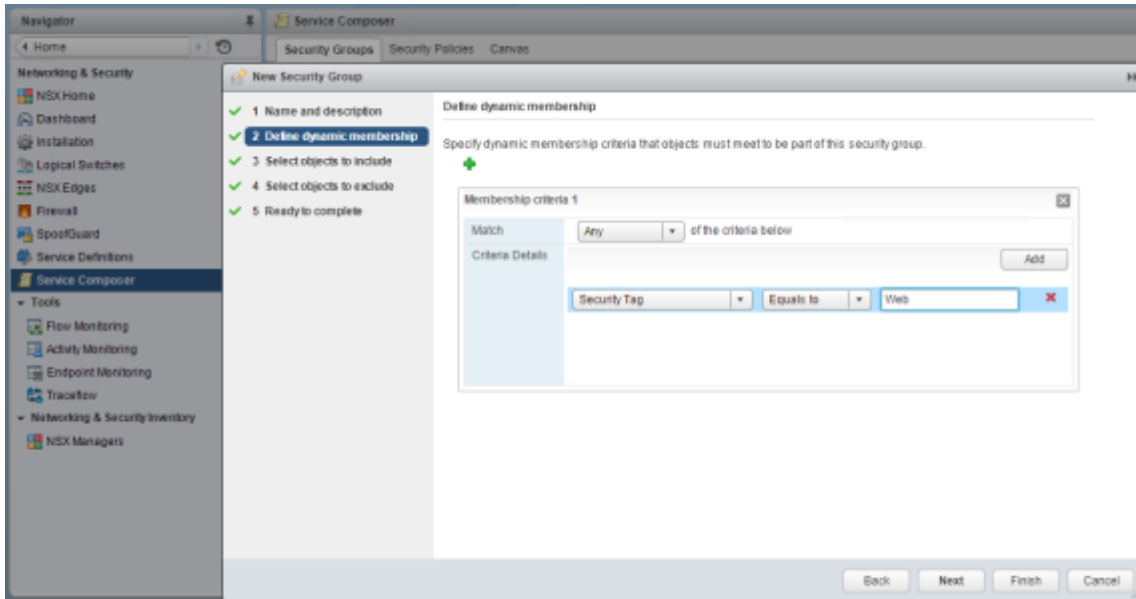 Navigator
Service Composer
Home
Security Groups Security Policies Canvas
Networking & Security
New Security Group
NSX Home
Dashboard
Installation
Logical Switches
NSX Edges
Firewall
SpoofGuard
Service Definitions
Service Composer
Tools
Flow Monitoring
Activity Monitoring
Endpoint Monitoring
Traceflow
Networking & Security Inventory
NSX Managers
1 Name and description
2 Define dynamic membership
3 Select objects to include
4 Select objects to exclude
5 Ready to complete
Define dynamic membership
Specify dynamic membership criteria that objects must meet to be part of this security group.
Membership criteria 1
Match Any of the criteria below
Criteria Details
Add
Security Tag Equals to Web
Back Next Finish Cancel